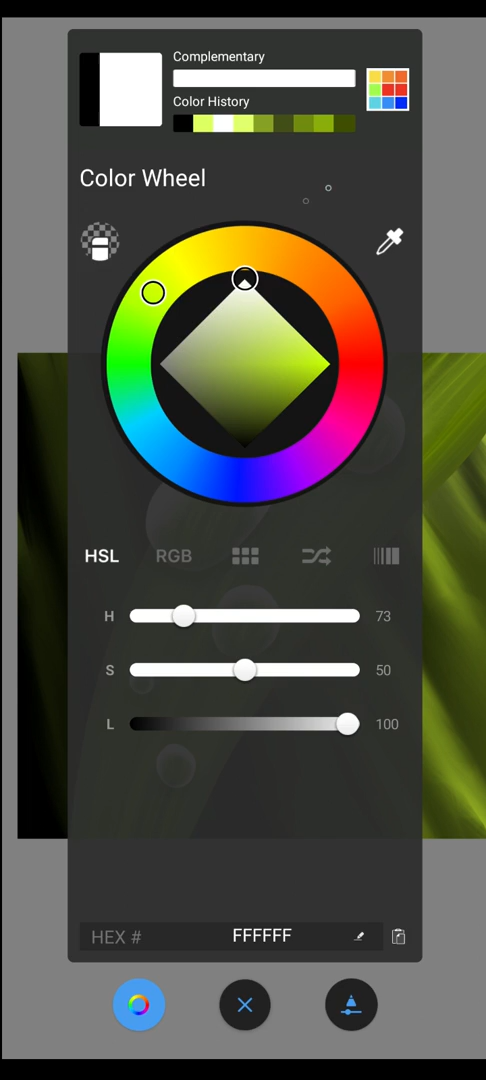 Complementary
Color History
Color Wheel
HSL RGB
H 73
S 50
L 100
HEX # FFFFFF